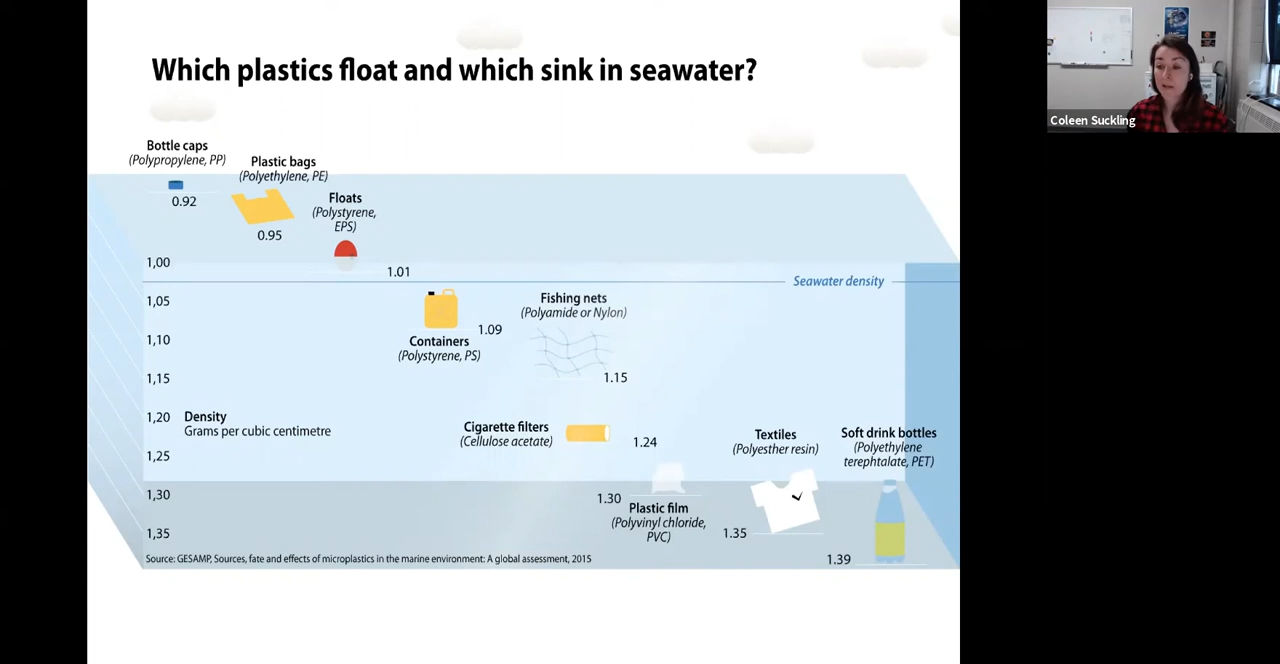 Which plastics float and which sink in seawater?
Coleen Suckling
Bottle caps
(Polypropylene, PP)
0.92
Plastic bags
(Polyethylene, PE)
0.95
Floats
(Polystyrene,
EPS)
1.01
1,00
Seawater density
1,05
Containers
(Polystyrene, PS)
1.09
Fishing nets
(Polyamide or Nylon)
1.15
1,10
1,15
1,20
Density
Grams per cubic centimetre
Cigarette filters
(Cellulose acetate)
1.24
1,25
Textiles
(Polyesther resin)
1.35
Soft drink bottles
(Polyethylene
terephtalate, PET)
1.39
1,30
1.30
Plastic film
(Polyvinyl chloride,
PVC)
1,35
Source: GESAMP, Sources, fate and effects of microplastics in the marine environment: A global assessment, 2015